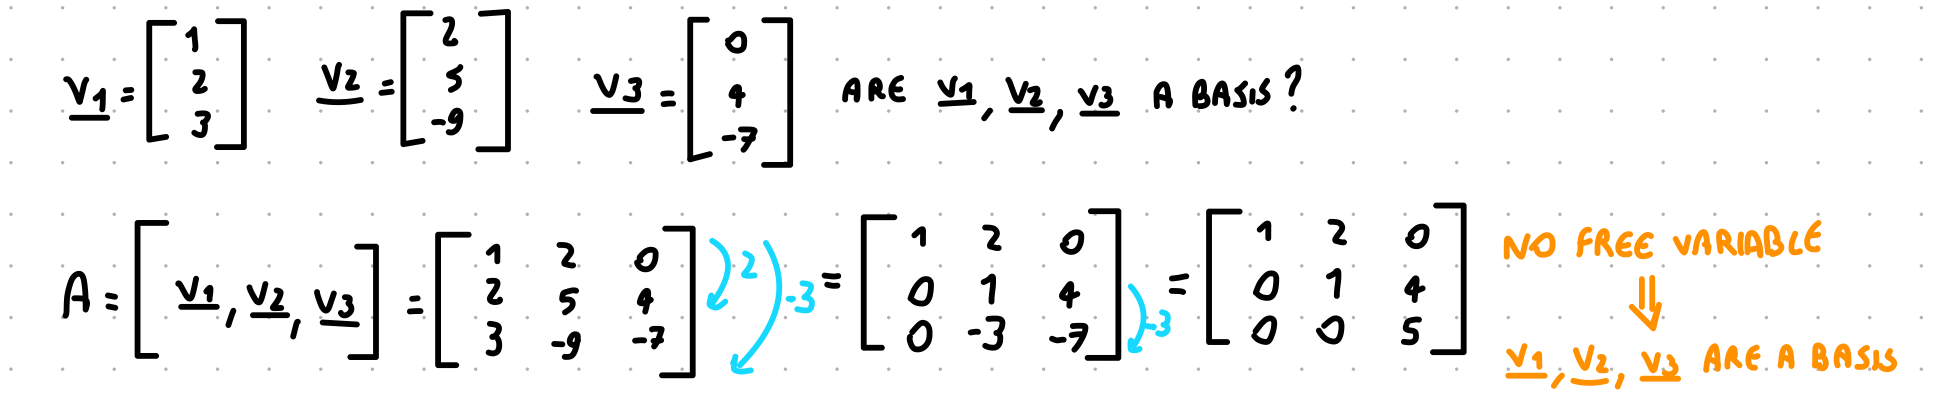 v1 = [1 2 3] v2 = [2 5 -9] v3 = [0 4 -7] ARE v1, v2, v3 A BASIS?
A = [v1, v2, v3] = [1 2 0
2 5 4
3 -9 -7] 2 -3 = [1 2 0
0 1 4
0 -3 -7] -3 = [1 2 0
0 1 4
0 0 5]
NO FREE VARIABLE
⇓
v1, v2, v3 ARE A BASIS